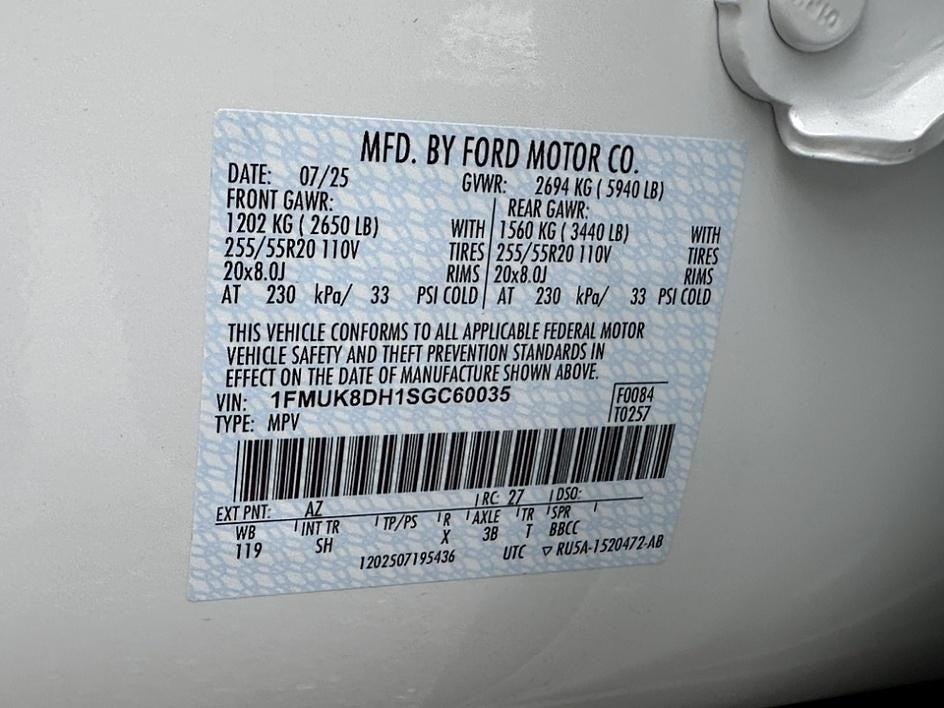 MFD. BY FORD MOTOR CO.
DATE: 07/25 GVWR: 2694 KG ( 5940 LB)
FRONT GAWR: REAR GAWR:
1202 KG ( 2650 LB) WITH 1560 KG ( 3440 LB) WITH
255/55R20 110V TIRES 255/55R20 110V TIRES
20x8.0J RIMS 20x8.0J RIMS
AT 230 kPa/ 33 PSI COLD AT 230 kPa/ 33 PSI COLD
THIS VEHICLE CONFORMS TO ALL APPLICABLE FEDERAL MOTOR
VEHICLE SAFETY AND THEFT PREVENTION STANDARDS IN
EFFECT ON THE DATE OF MANUFACTURE SHOWN ABOVE.
VIN: 1FMUK8DH1SGC60035 F0084
TYPE: MPV T0257
EXT PNT: AZ RC: 27 DSO:
WB INT TR TP/PS R AXLE TR SPR
119 SH X 3B T BBCC
1202507195436 UTC ▽ RU5A-1520472-AB